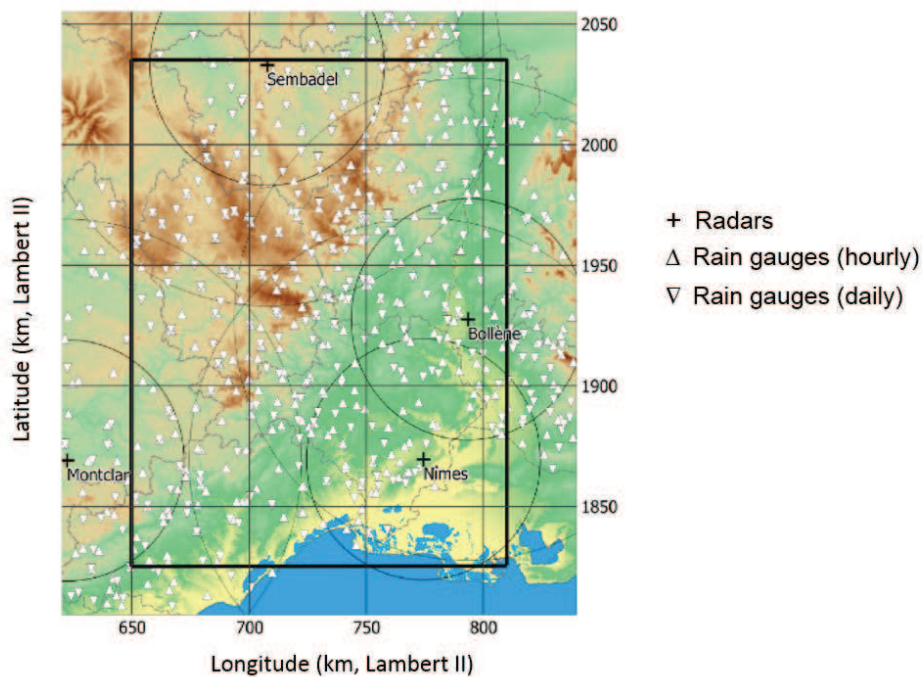 2050
Sembadel
2000
+ Radars
△ Rain gauges (hourly)
▽ Rain gauges (daily)
1950
Bollène
1900
Montclar
Nîmes
1850
650 700 750 800
Longitude (km, Lambert II)
Latitude (km, Lambert II)